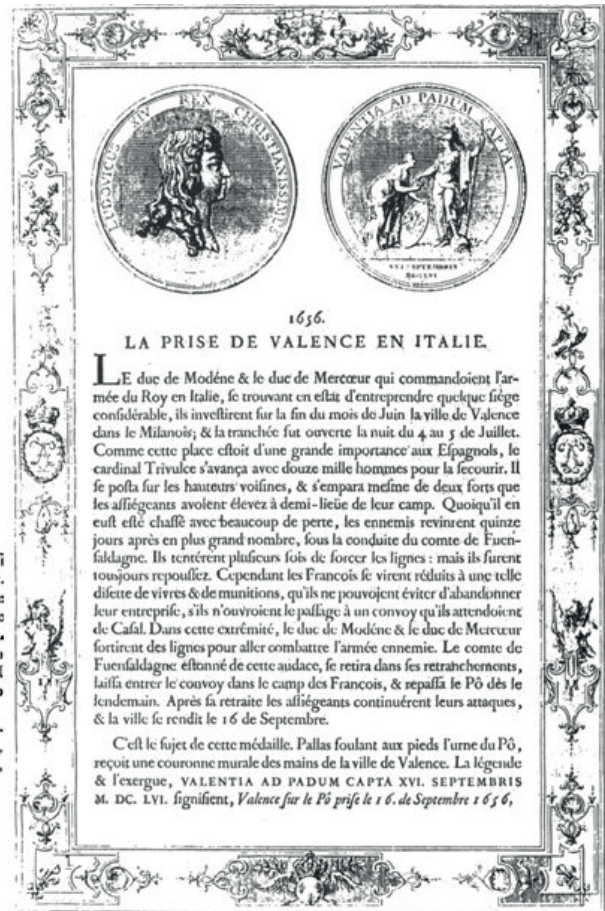 LUDOVICUS XIV REX CHRISTIANISSIMUS
VALENTIA AD PADUM CAPTA.
XVI. SEPTEMBRIS
M.DC.LVI
1656.
LA PRISE DE VALENCE EN ITALIE.
LE duc de Modéne & le duc de Mercœur qui commandoient l'ar-
mée du Roy en Italie, ſe trouvant en eſtat d'entreprendre quelque ſiége
conſidérable, ils inveſtirent ſur la fin du mois de Juin la ville de Valence
dans le Milanois; & la tranchée fut ouverte la nuit du 4 au 5 de Juillet.
Comme cette place eſtoit d'une grande importance aux Eſpagnols, le
cardinal Trivulce s'avança avec douze mille hommes pour la ſecourir. Il
ſe poſta ſur les hauteurs voiſines, & s'empara meſme de deux forts que
les aſſiégeants avoient élevez à demi-lieüe de leur camp. Quoiqu'il en
euſt eſté chaſſé avec beaucoup de perte, les ennemis revinrent quinze
jours après en plus grand nombre, ſous la conduite du comte de Fuen-
ſaldagne. Ils tentérent pluſieurs fois de forcer les lignes : mais ils furent
tousjours repouſſez. Cependant les Francois ſe virent réduits à une telle
diſette de vivres & de munitions, qu'ils ne pouvojent éviter d'abandonner
leur entrepriſe, s'ils n'ouvroient le paſſage à un convoy qu'ils attendoient
de Caſal. Dans cette extrémité, le duc de Modéne & le duc de Mercœur
ſortirent des lignes pour aller combattre l'armée ennemie. Le comte de
Fuenſaldagne eſtonné de cette audace, ſe retira dans ſes retranchements,
laiſſa entrer le convoy dans le camp des François, & repaſſa le Pô dès le
lendemain. Après ſa retraite les aſſiégeants continuérent leurs attaques,
& la ville ſe rendit le 16 de Septembre.
C'eſt le ſujet de cette médaille. Pallas foulant aux pieds l'urne du Pô,
reçoit une couronne murale des mains de la ville de Valence. La légende
& l'exergue, VALENTIA AD PADUM CAPTA XVI. SEPTEMBRIS
M. DC. LVI. ſignifient, Valence ſur le Pô priſe le 16. de Septembre 1656,